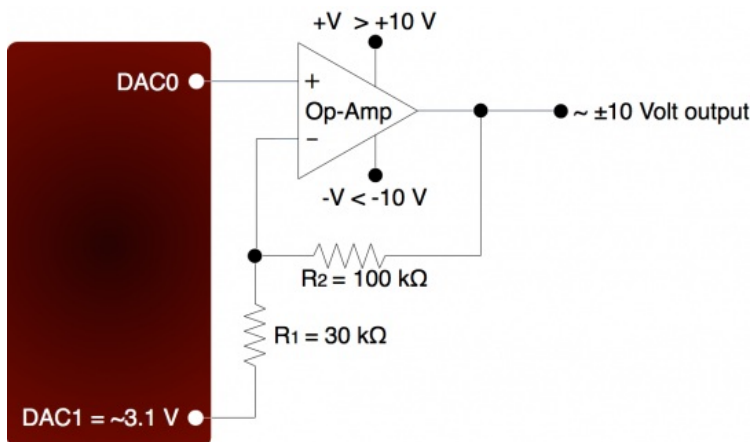 +V > +10 V
DAC0
+
Op-Amp
~ ±10 Volt output
−
-V < -10 V
R2 = 100 kΩ
R1 = 30 kΩ
DAC1 = ~3.1 V